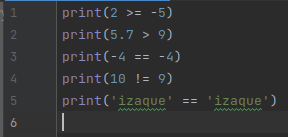 1 print(2 >= -5)
2 print(5.7 > 9)
3 print(-4 == -4)
4 print(10 != 9)
5 print('izaque' == 'izaque')
6